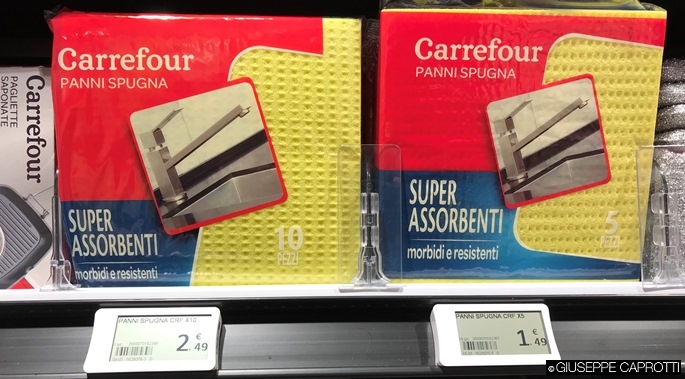 Carrefour
PAGLIETTE
SAPONATE
Carrefour
PANNI SPUGNA
SUPER
ASSORBENTI
morbidi e resistenti
10
PEZZI
Carrefour
PANNI SPUGNA
SUPER
ASSORBENTI
morbidi e resistenti
5
PEZZI
PANNI SPUGNA CRF X10
2.€49
PANNI SPUGNA CRF X5
1.€49
©GIUSEPPE CAPROTTI